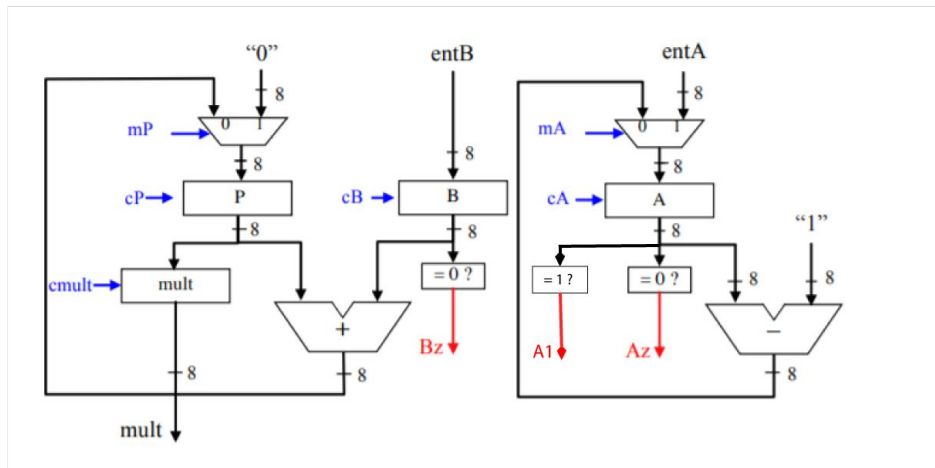 “0”
entB
entA
8
8
mP
0 1
mA
0 1
8
8
8
cP
P
cB
B
cA
A
“1”
8
8
8
cmult
mult
= 0 ?
= 1 ?
= 0 ?
8
8
+
−
Bz
A1
Az
8
8
8
mult